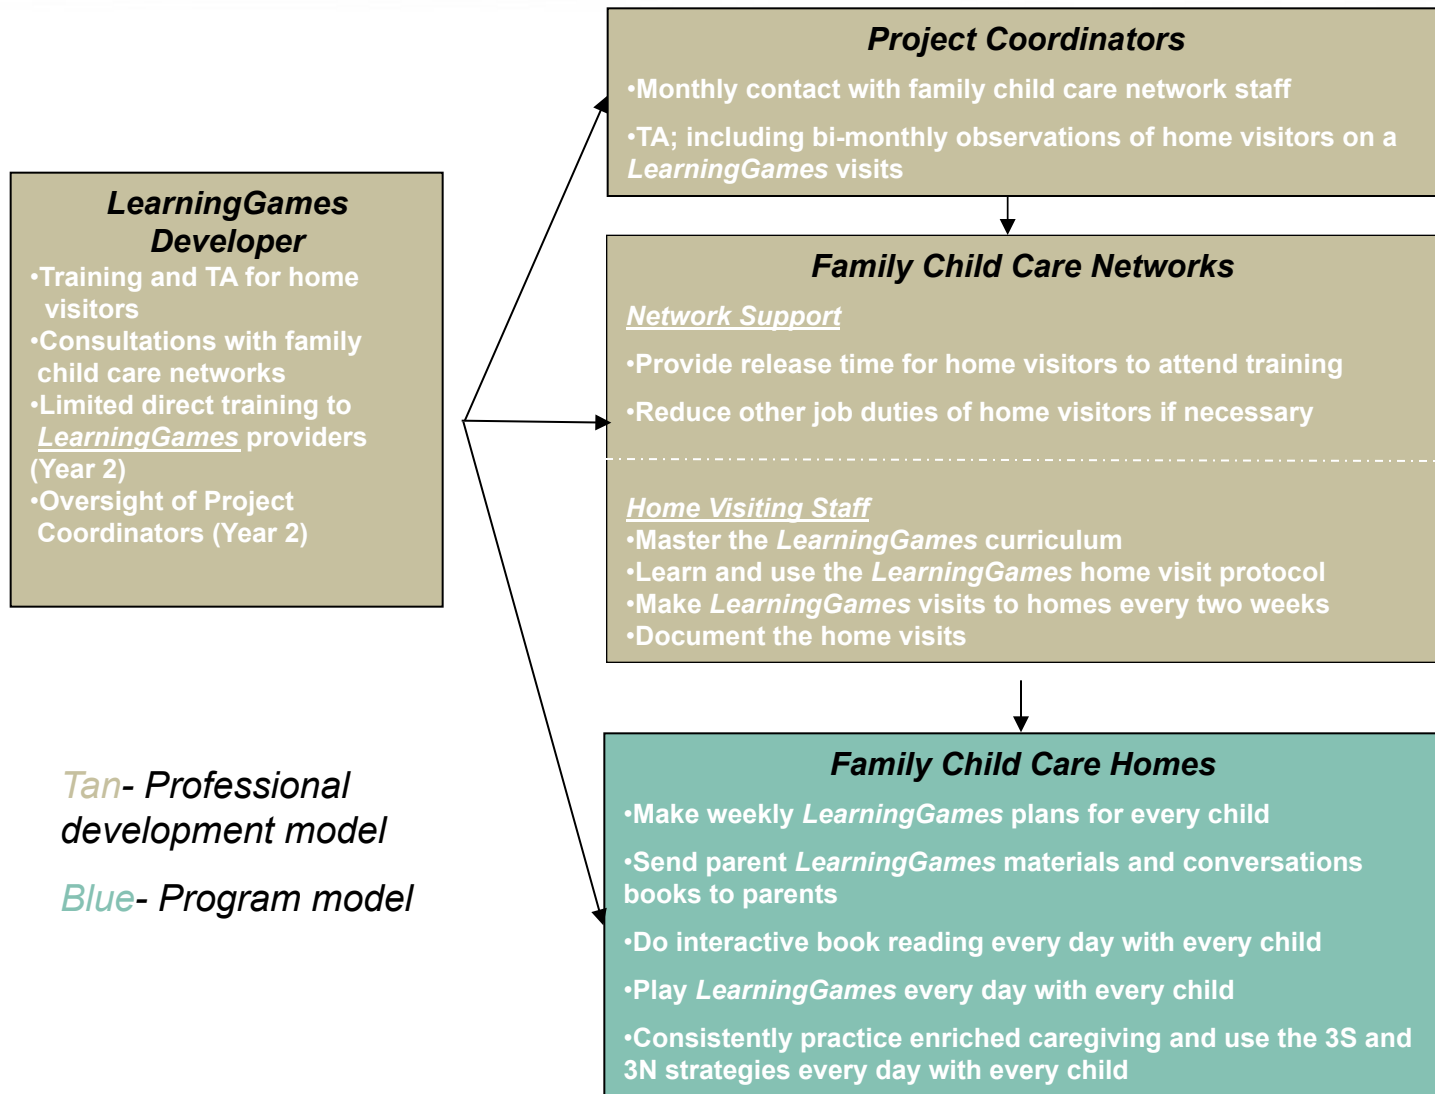 Project Coordinators
•Monthly contact with family child care network staff
•TA; including bi-monthly observations of home visitors on a
LearningGames visits
LearningGames
Developer
•Training and TA for home
visitors
•Consultations with family
child care networks
•Limited direct training to
LearningGames providers
(Year 2)
•Oversight of Project
Coordinators (Year 2)
Family Child Care Networks
Network Support
•Provide release time for home visitors to attend training
•Reduce other job duties of home visitors if necessary
Home Visiting Staff
•Master the LearningGames curriculum
•Learn and use the LearningGames home visit protocol
•Make LearningGames visits to homes every two weeks
•Document the home visits
Family Child Care Homes
•Make weekly LearningGames plans for every child
•Send parent LearningGames materials and conversations
books to parents
•Do interactive book reading every day with every child
•Play LearningGames every day with every child
•Consistently practice enriched caregiving and use the 3S and
3N strategies every day with every child
Tan- Professional
development model
Blue- Program model